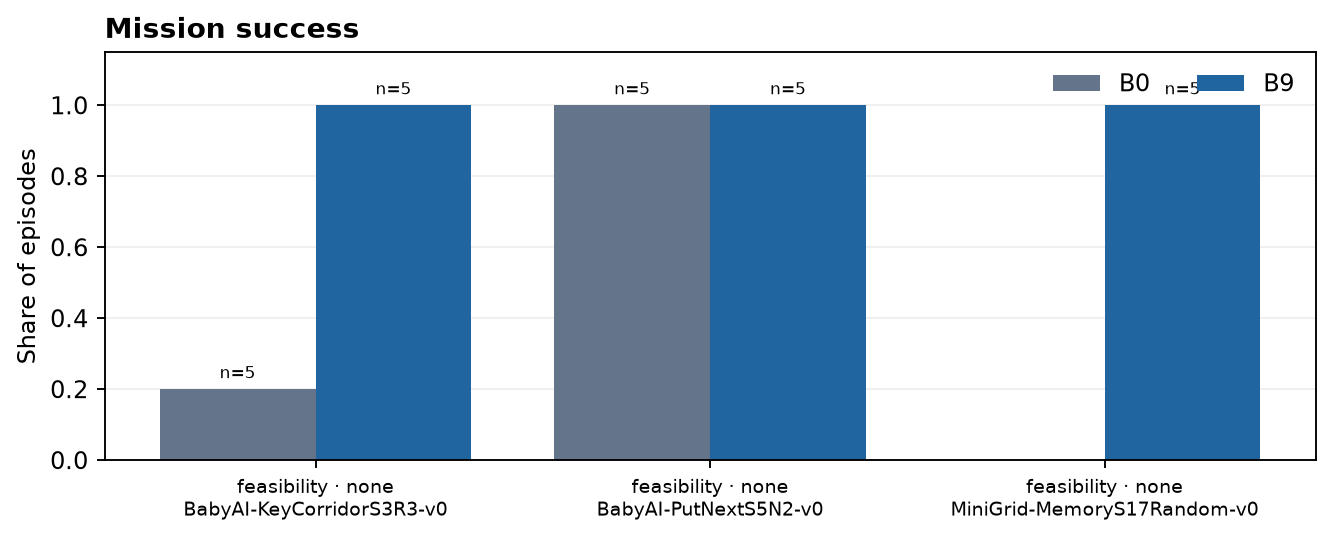 Mission success
B0 B9
n=5 n=5 n=5 n=5
n=5
1.0
0.8
0.6
0.4
0.2
0.0
Share of episodes
feasibility · none feasibility · none feasibility · none
BabyAI-KeyCorridorS3R3-v0 BabyAI-PutNextS5N2-v0 MiniGrid-MemoryS17Random-v0